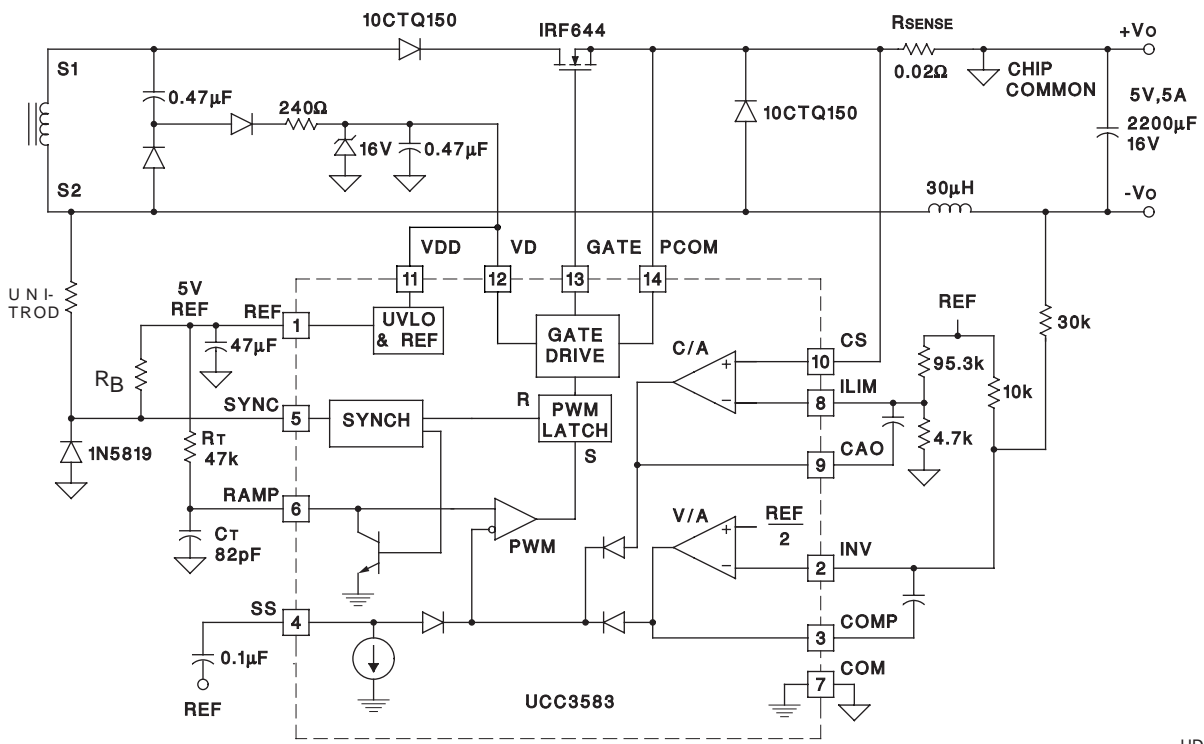 10CTQ150
IRF644
RSENSE
0.02Ω
CHIP
COMMON
+Vo
S1
0.47µF
240Ω
16V
0.47µF
10CTQ150
5V,5A
2200µF
16V
S2
30µH
-Vo
VDD
VD
GATE
PCOM
11
12
13
14
UNI-
TROD
5V
REF
REF
1
UVLO
& REF
GATE
DRIVE
47µF
RB
C/A
+
–
CS
10
ILIM
8
REF
95.3k
10k
30k
4.7k
SYNC
5
SYNCH
R
PWM
LATCH
S
CAO
9
1N5819
RT
47k
RAMP
6
CT
82pF
PWM
V/A
+
–
REF
2
INV
2
SS
4
COMP
3
0.1µF
REF
COM
7
UCC3583
UD